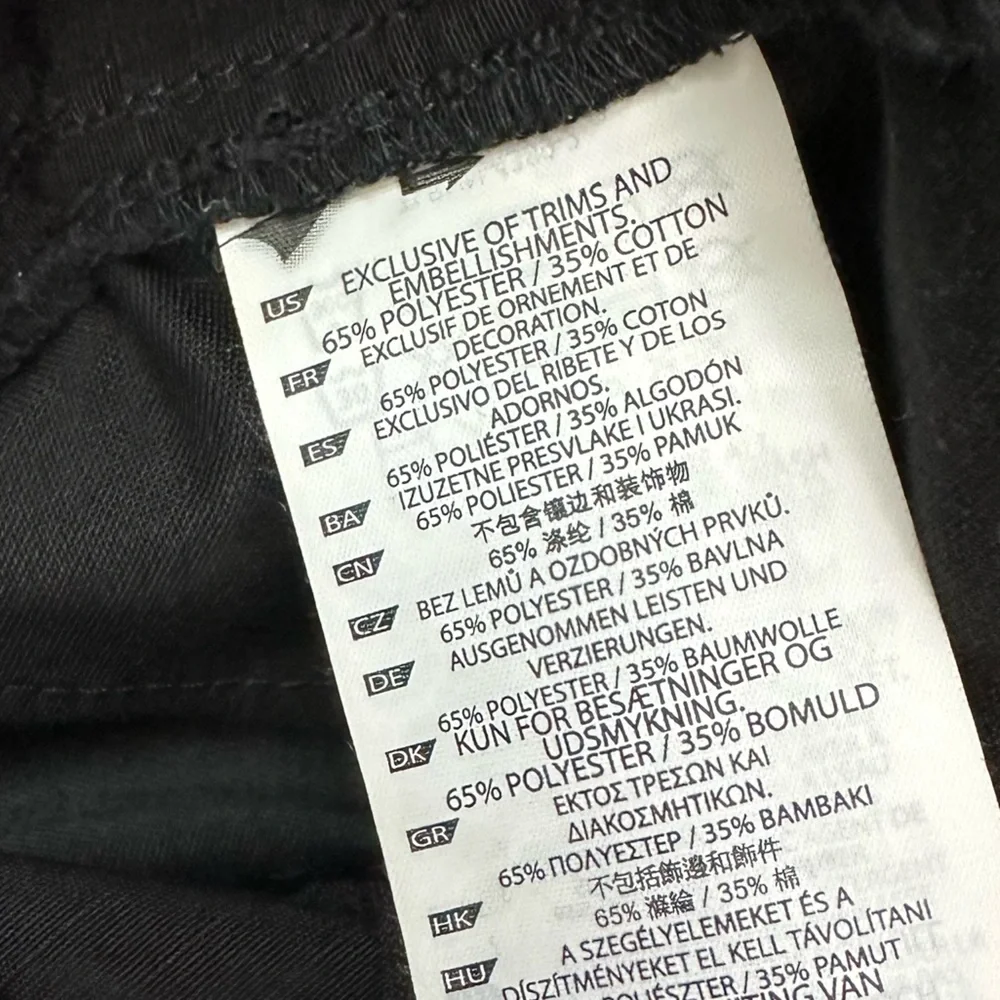 US EXCLUSIVE OF TRIMS AND
EMBELLISHMENTS.
65% POLYESTER / 35% COTTON
FR EXCLUSIF DE ORNEMENT ET DE
DECORATION.
65% POLYESTER / 35% COTON
ES EXCLUSIVO DEL RIBETE Y DE LOS
ADORNOS.
65% POLIÉSTER / 35% ALGODÓN
BA IZUZETNE PRESVLAKE I UKRASI.
65% POLIESTER / 35% PAMUK
CN 不包含镶边和装饰物
65% 涤纶 / 35% 棉
CZ BEZ LEMŮ A OZDOBNÝCH PRVKŮ.
65% POLYESTER / 35% BAVLNA
DE AUSGENOMMEN LEISTEN UND
VERZIERUNGEN.
65% POLYESTER / 35% BAUMWOLLE
DK KUN FOR BESÆTNINGER OG
UDSMYKNING.
65% POLYESTER / 35% BOMULD
GR ΕΚΤΟΣ ΤΡΕΣΩΝ ΚΑΙ
ΔΙΑΚΟΣΜΗΤΙΚΩΝ.
65% ΠΟΛΥΕΣΤΕΡ / 35% ΒΑΜΒΑΚΙ
HK 不包括飾邊和飾件
65% 滌綸 / 35% 棉
HU A SZEGÉLYELEMEKET ÉS A
DÍSZÍTMÉNYEKET EL KELL TÁVOLÍTANI
POLIÉSZTER / 35% PAMUT
VAN